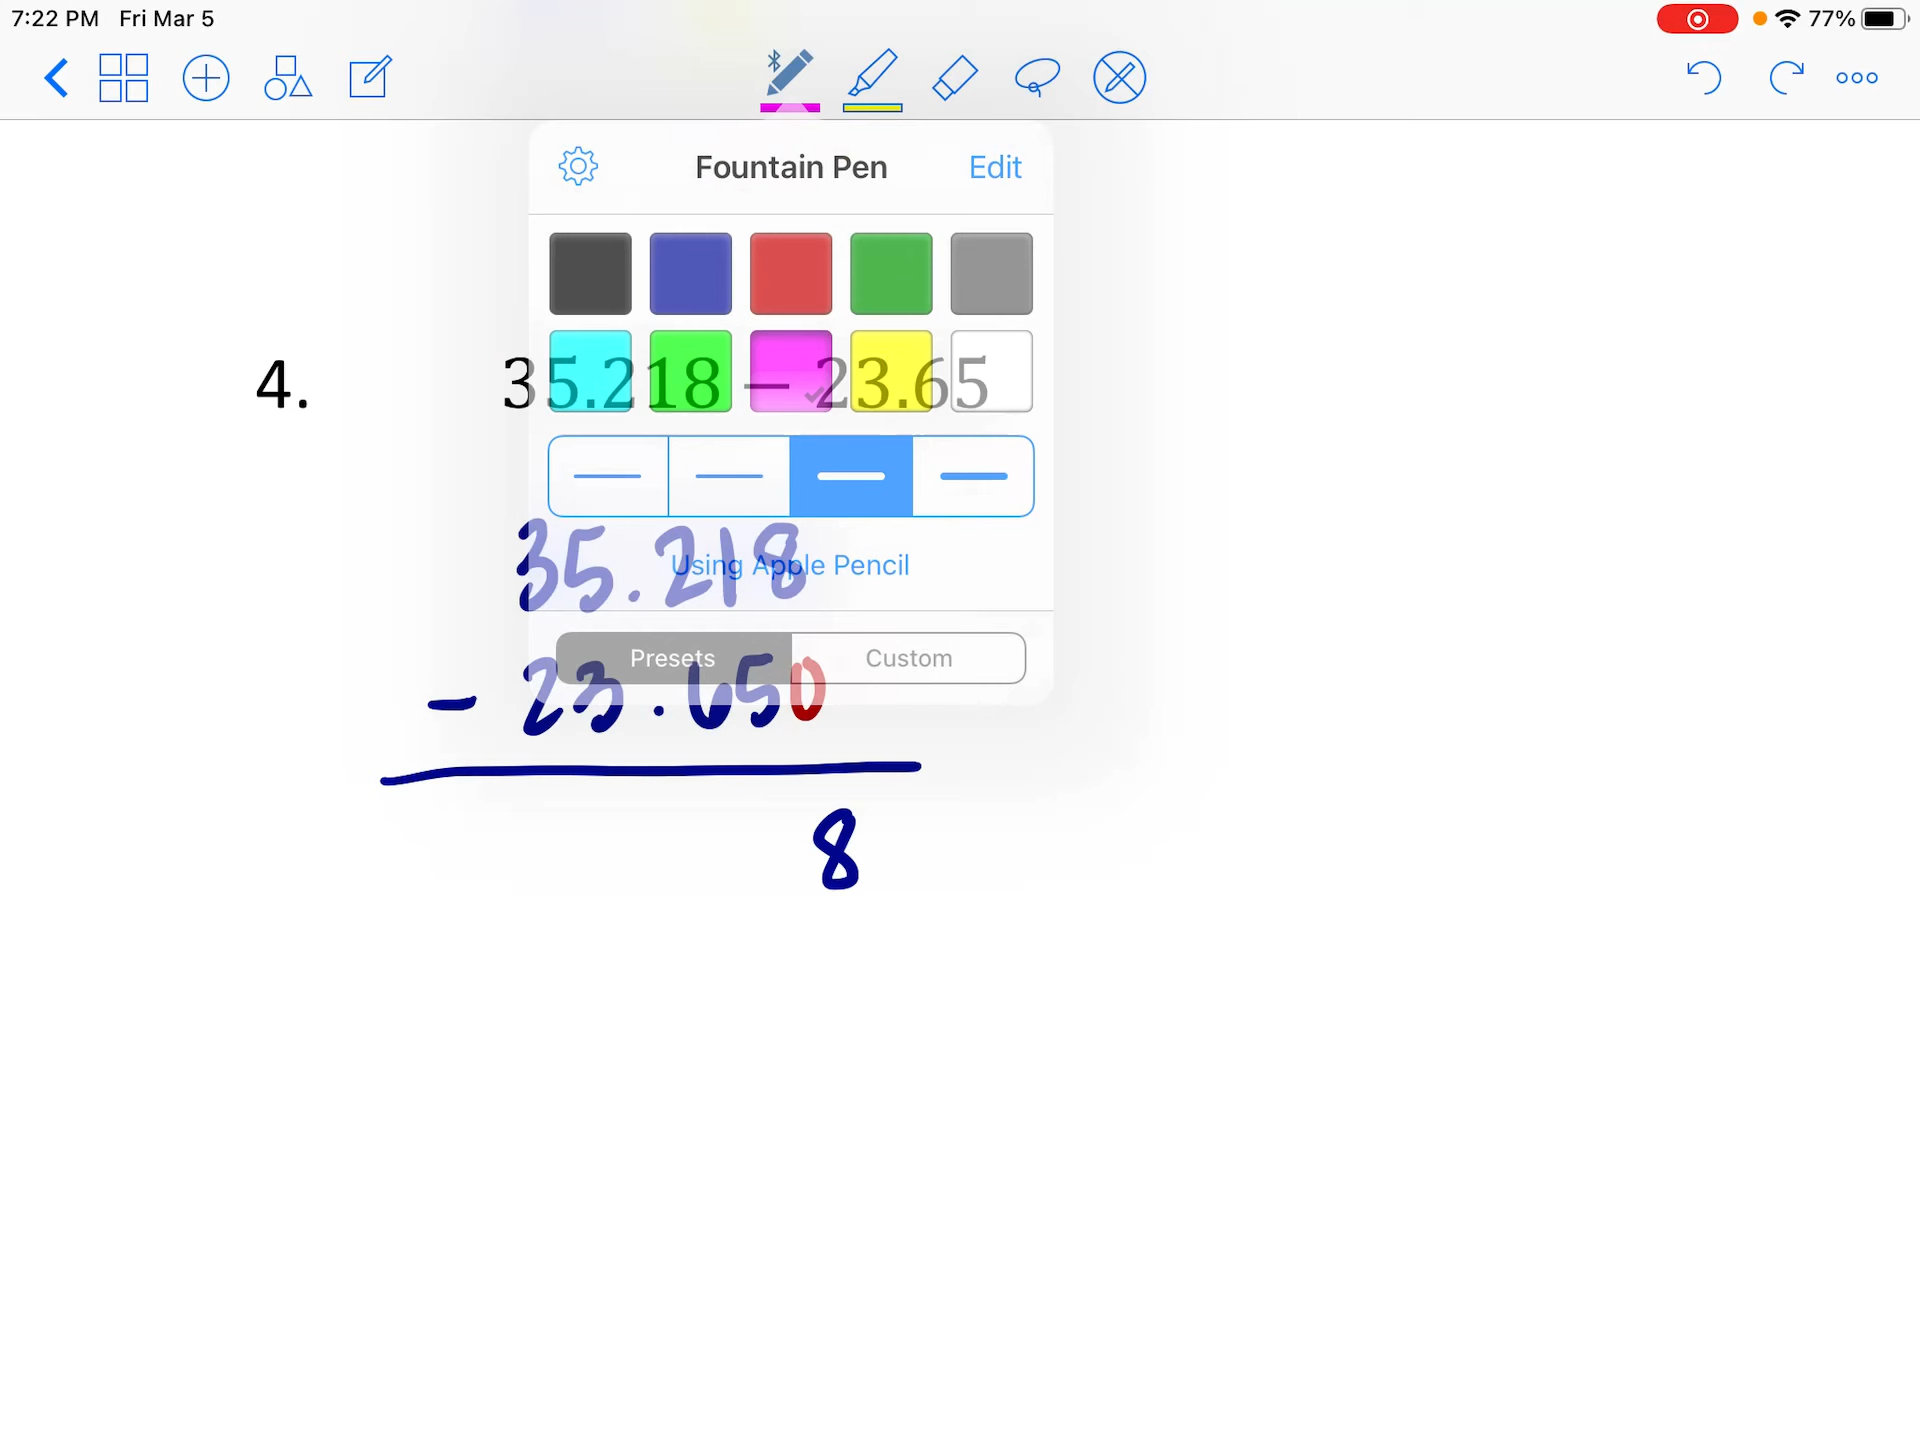 7:22 PM Fri Mar 5 77%
Fountain Pen Edit
4. 35.218 − 23.65
35.218
Using Apple Pencil
Presets Custom
- 23.650
8